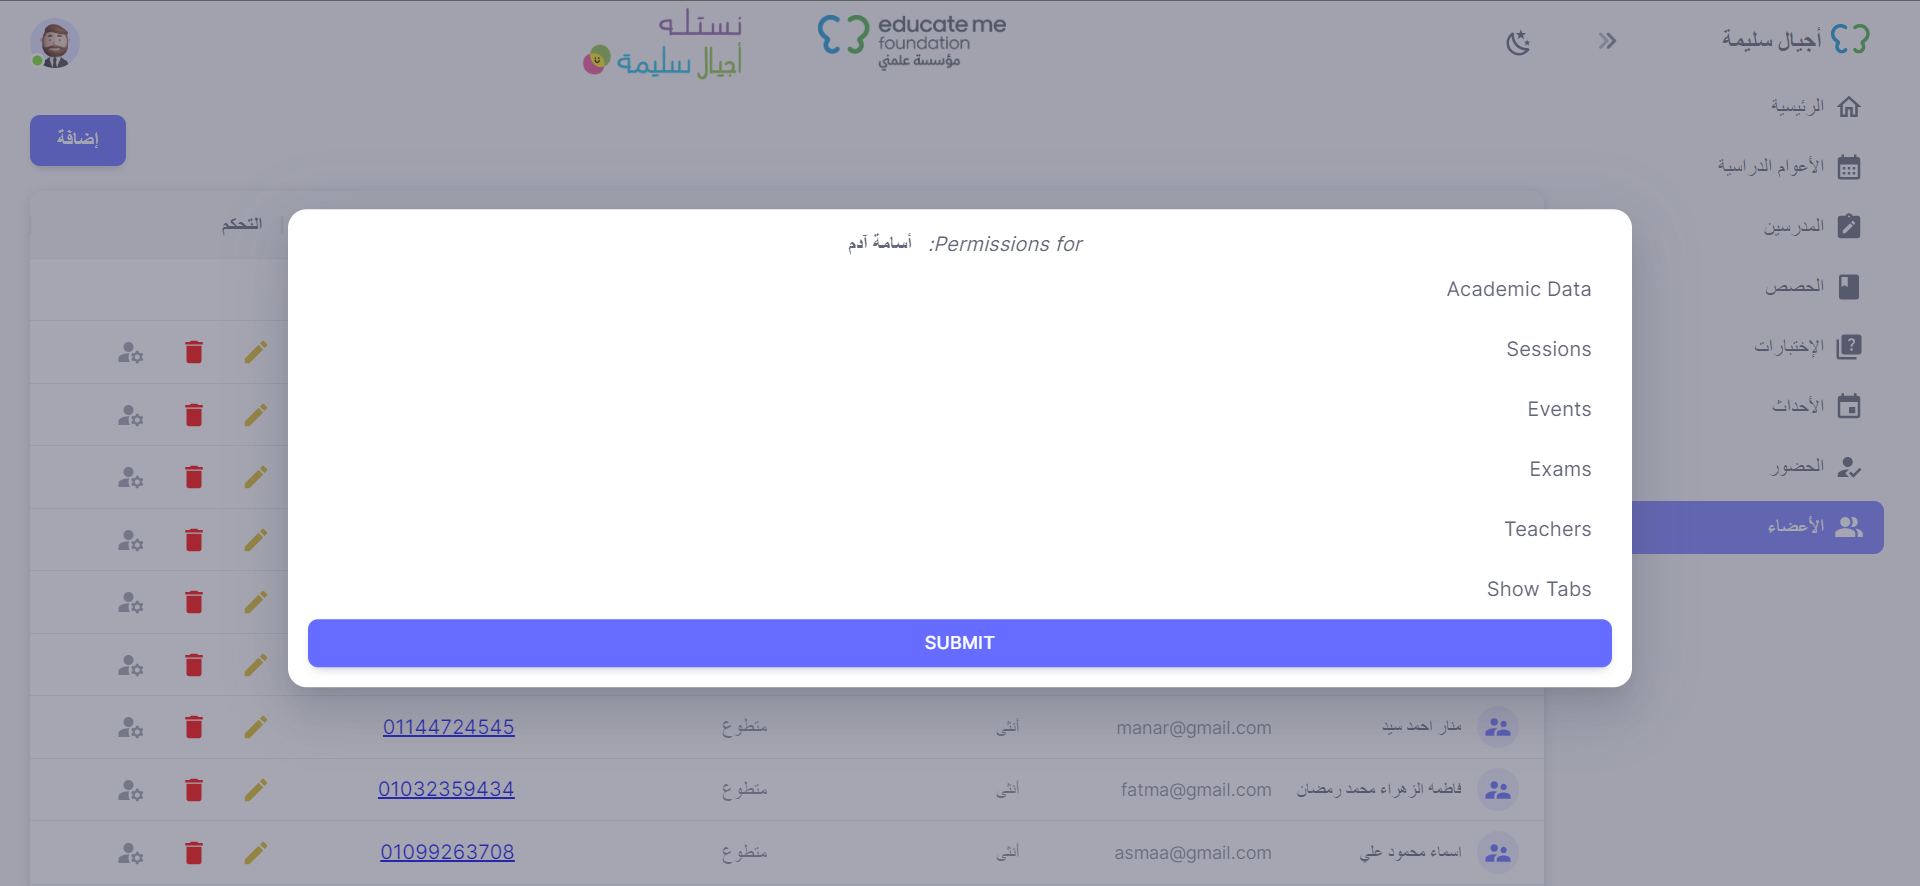 أجيال سليمة
educate me
foundation
مؤسسة علمني
نستله
أجيال سليمة
الرئيسية
الأعوام الدراسية
المدرسين
الحصص
الإختبارات
الأحداث
الحضور
الأعضاء
إضافة
التحكم
Permissions for: أسامة آدم
Academic Data
Sessions
Events
Exams
Teachers
Show Tabs
SUBMIT
منار احمد سيد manar@gmail.com أنثى متطوع 01144724545
فاطمه الزهراء محمد رمضان fatma@gmail.com أنثى متطوع 01032359434
اسماء محمود علي asmaa@gmail.com أنثى متطوع 01099263708